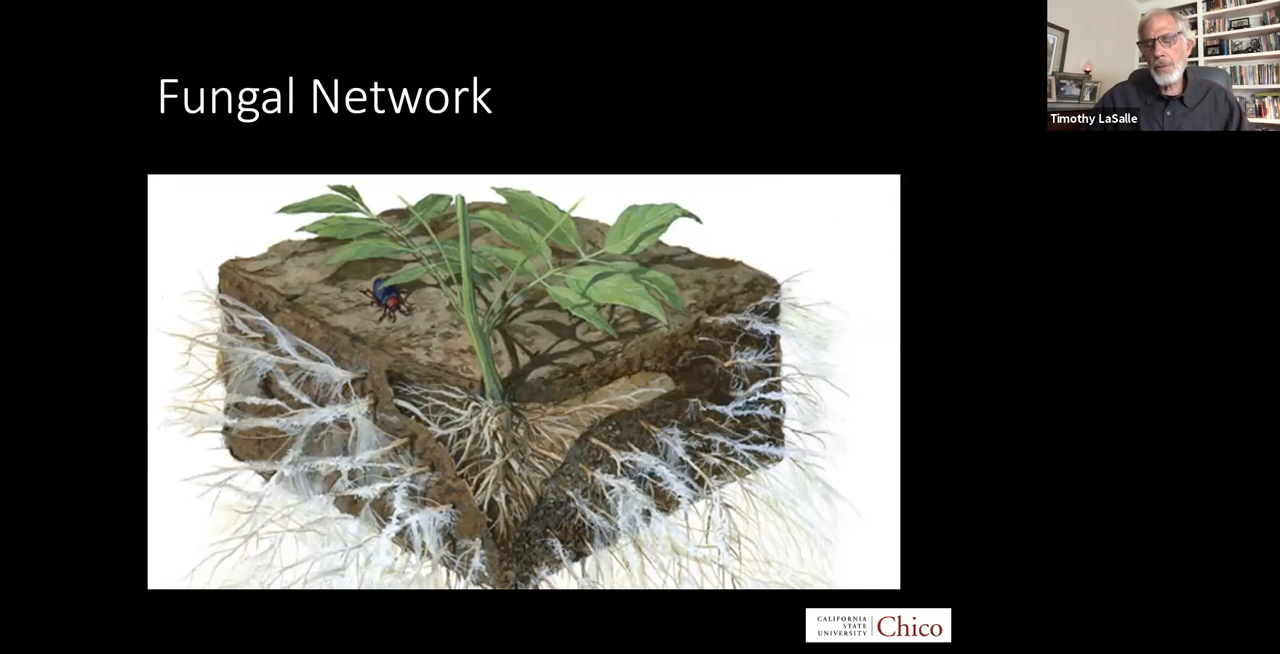 Fungal Network
Timothy LaSalle
CALIFORNIA
STATE
UNIVERSITY
Chico